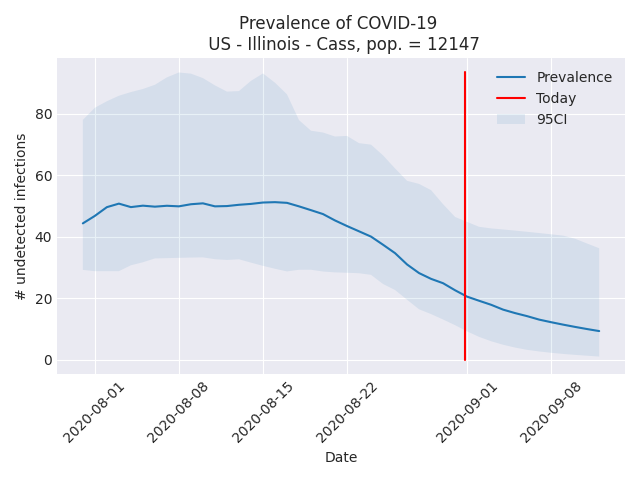 Prevalence of COVID-19
US - Illinois - Cass, pop. = 12147
Prevalence
Today
95CI
# undetected infections
80
60
40
20
0
2020-08-01
2020-08-08
2020-08-15
2020-08-22
2020-09-01
2020-09-08
Date